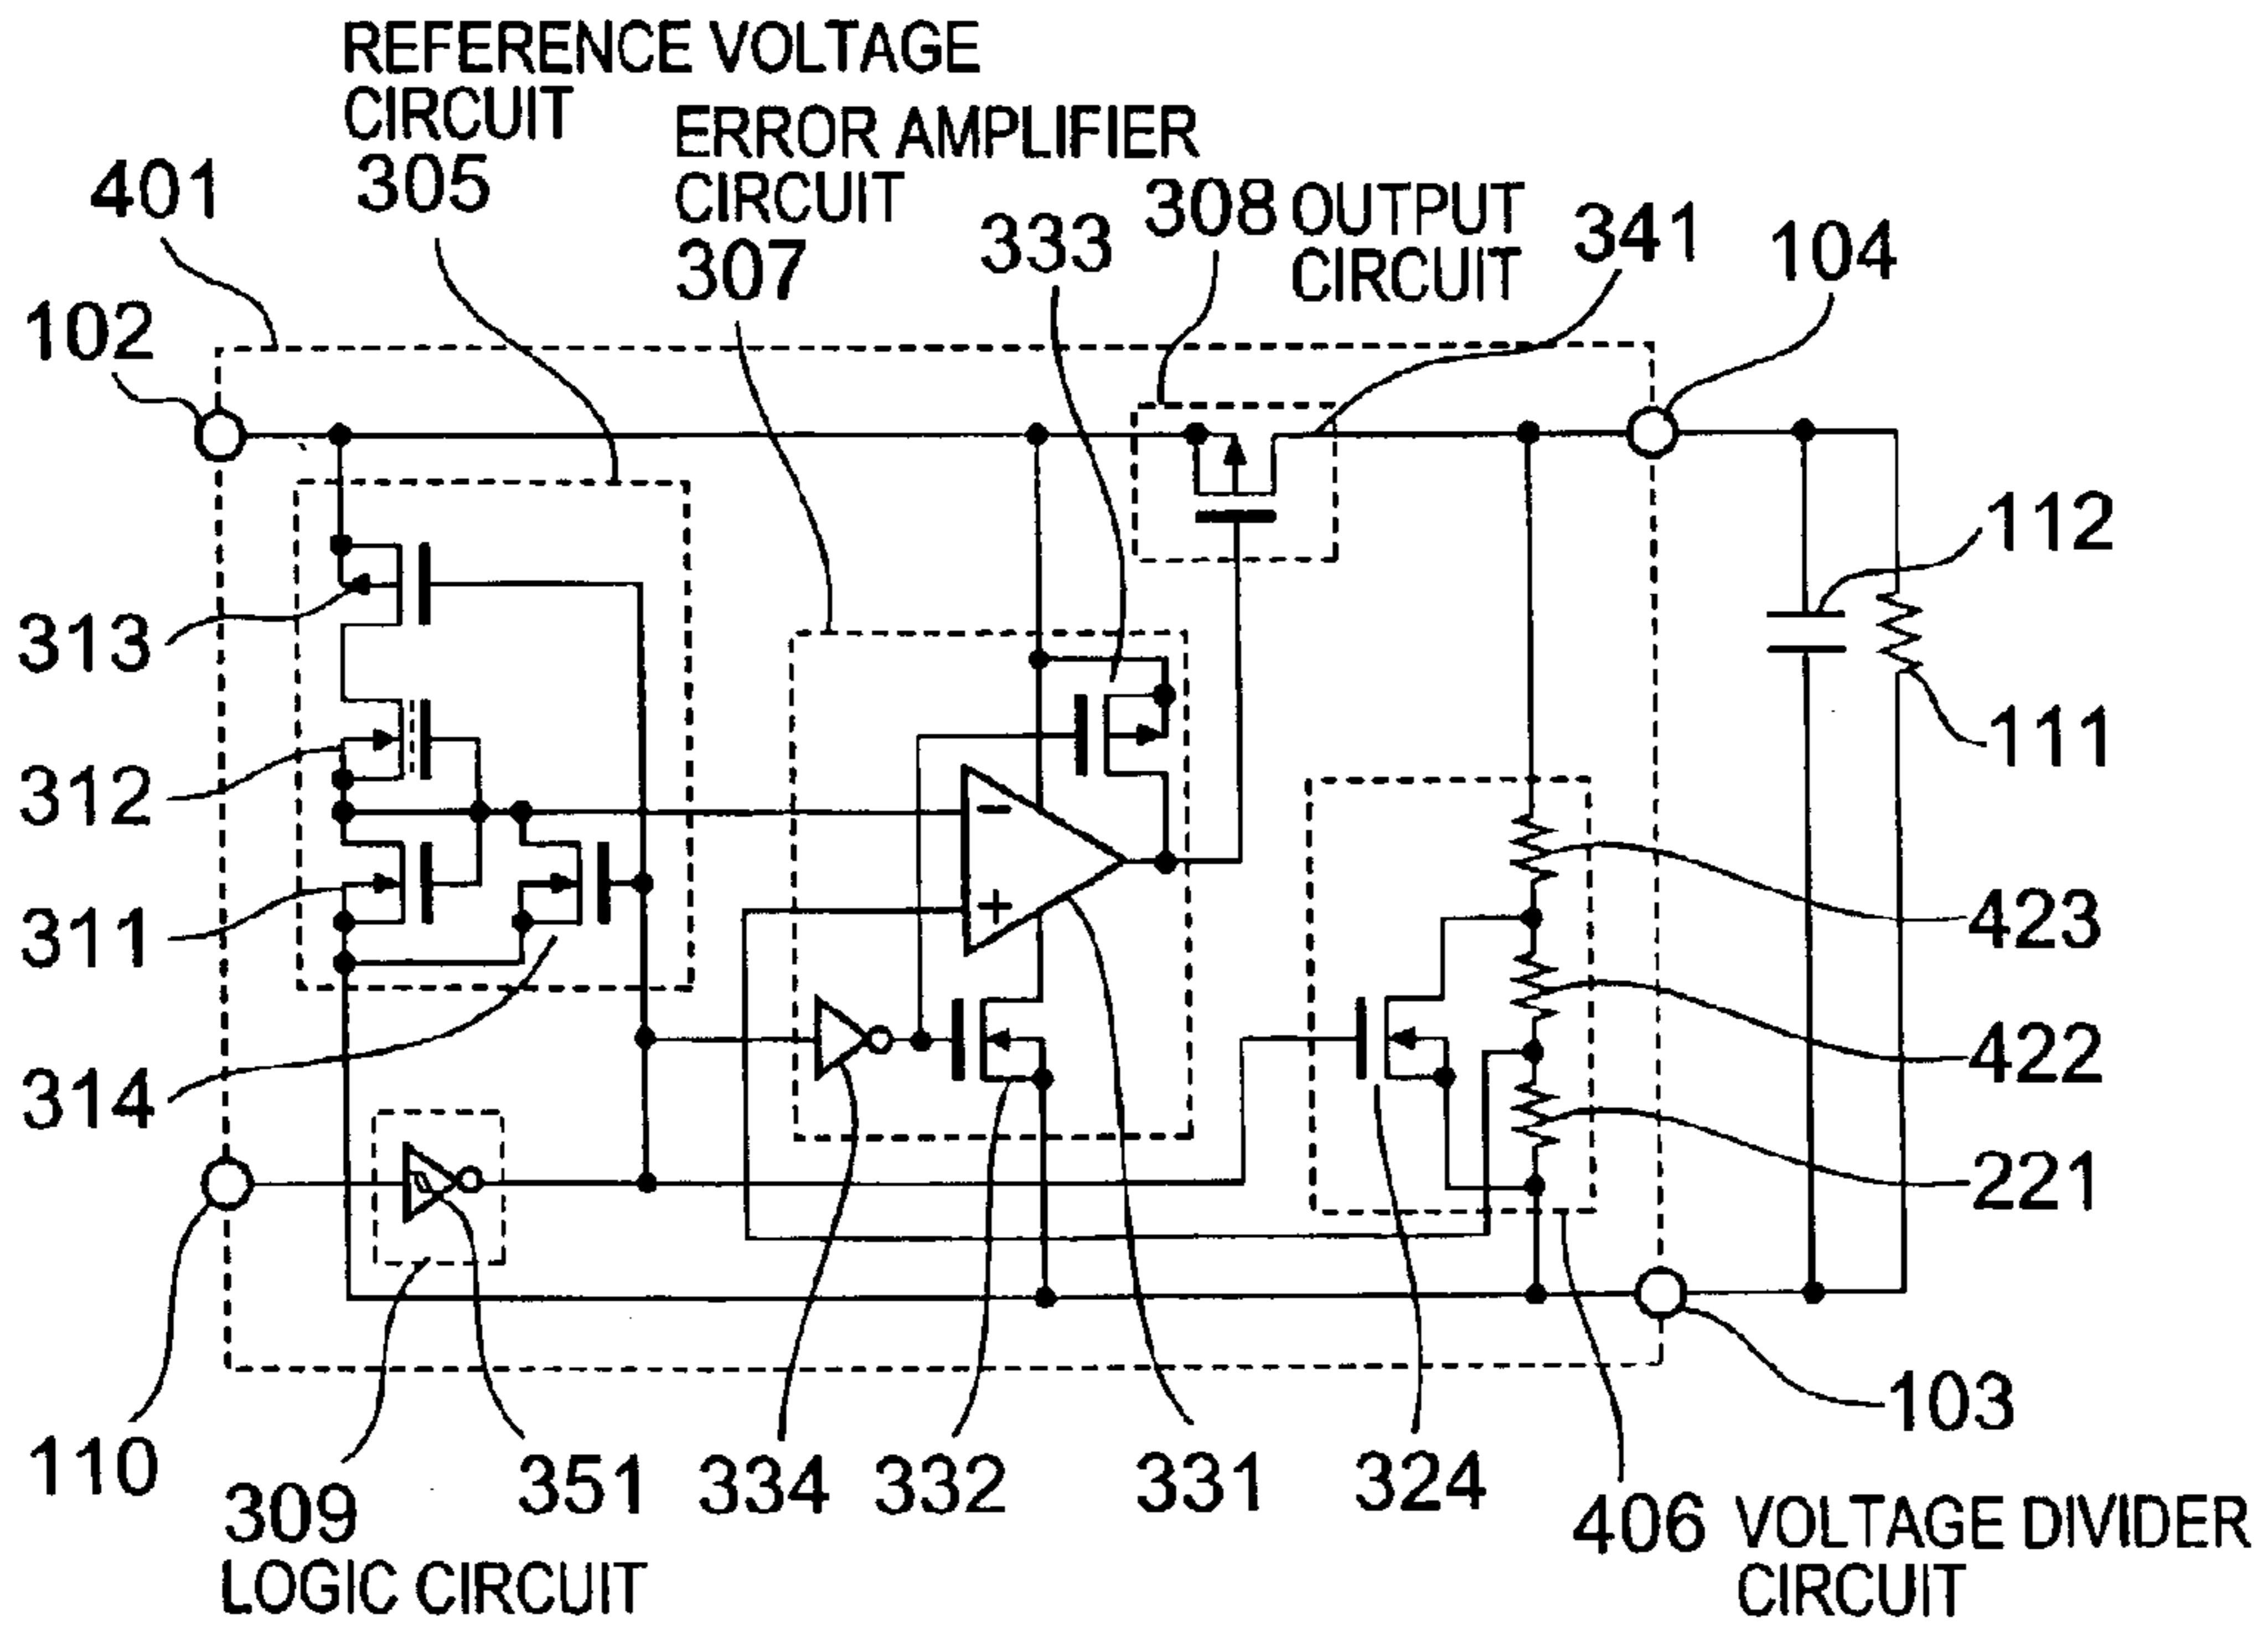 REFERENCE VOLTAGE
CIRCUIT
305
ERROR AMPLIFIER
CIRCUIT
307
401
333
308 OUTPUT
CIRCUIT
341
104
102
112
313
111
312
311
423
422
314
221
103
110
309
LOGIC CIRCUIT
351
334
332
331
324
406 VOLTAGE DIVIDER
CIRCUIT
−
+